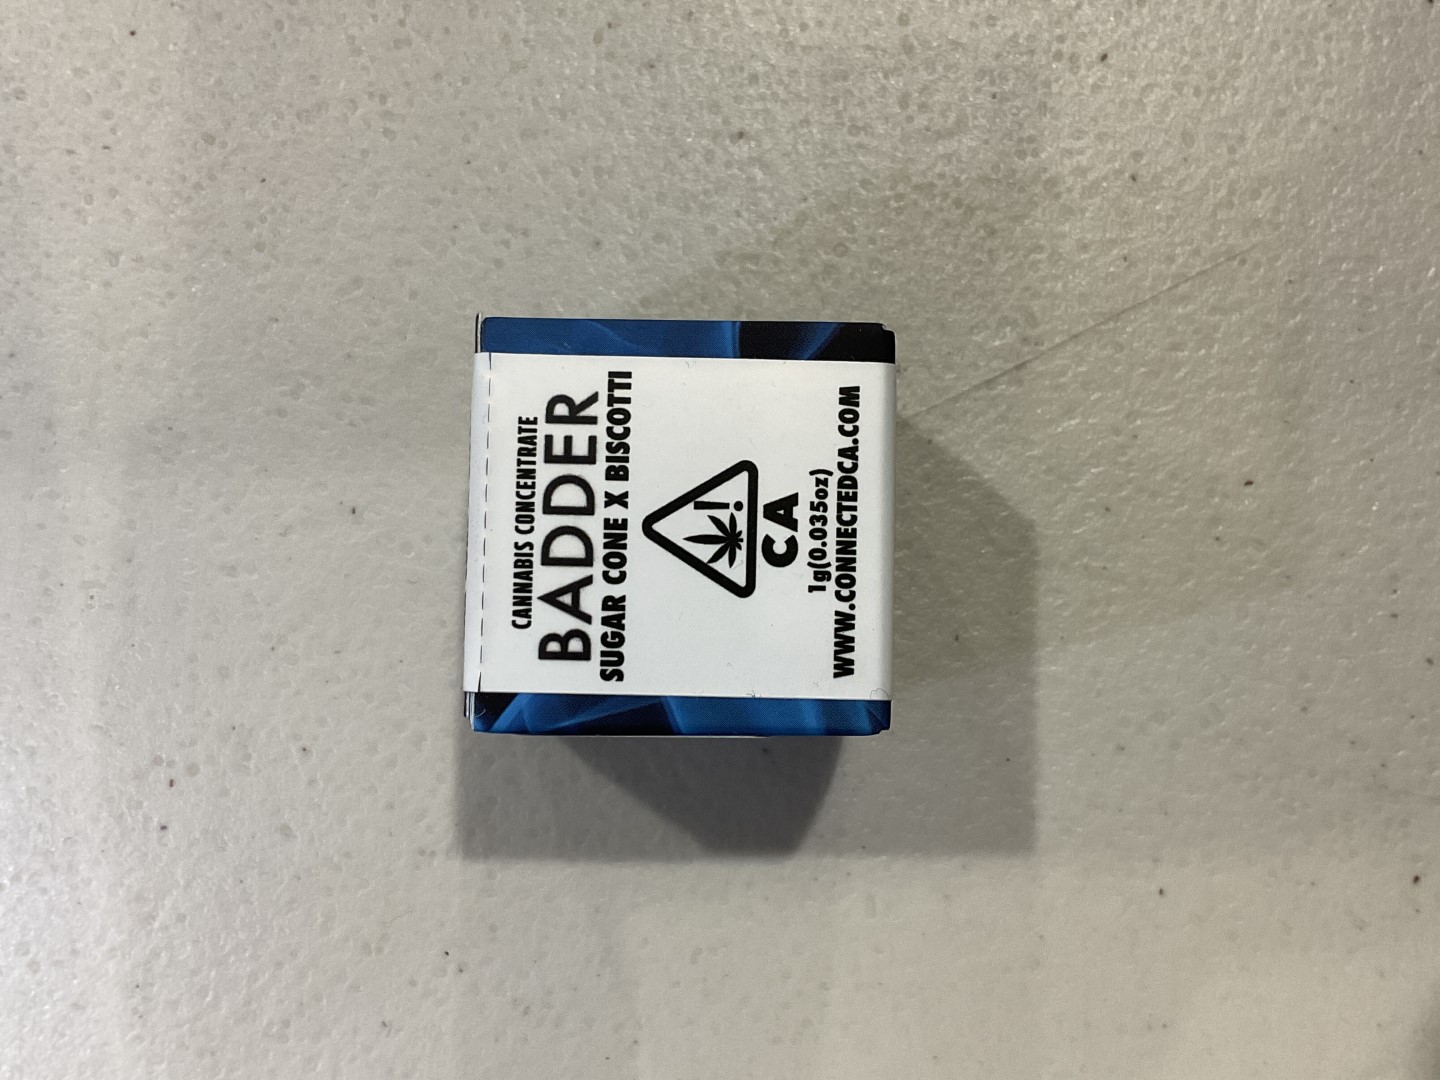 CANNABIS CONCENTRATE
BADDER
SUGAR CONE X BISCOTTI
!
CA
1g(0.035oz)
WWW.CONNECTEDCA.COM